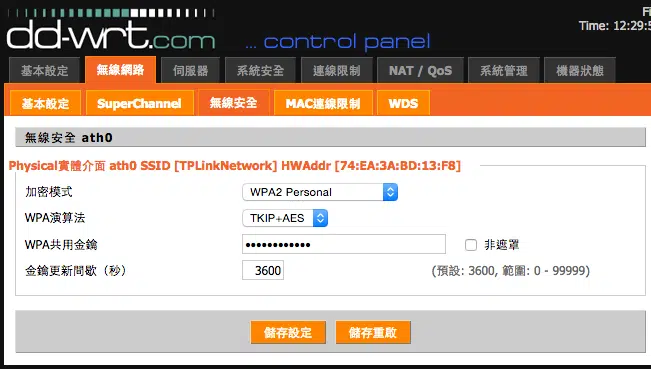 Fi
dd-wrt.com ... control panel
Time: 12:29:5
基本設定 無線網路 伺服器 系統安全 連線限制 NAT / QoS 系統管理 機器狀態
基本設定 SuperChannel 無線安全 MAC連線限制 WDS
無線安全 ath0
Physical實體介面 ath0 SSID [TPLinkNetwork] HWAddr [74:EA:3A:BD:13:F8]
加密模式 WPA2 Personal
WPA演算法 TKIP+AES
WPA共用金鑰 •••••••••••• 非遮罩
金鑰更新間歇（秒） 3600 (預設: 3600, 範圍: 0 - 99999)
儲存設定 儲存重啟